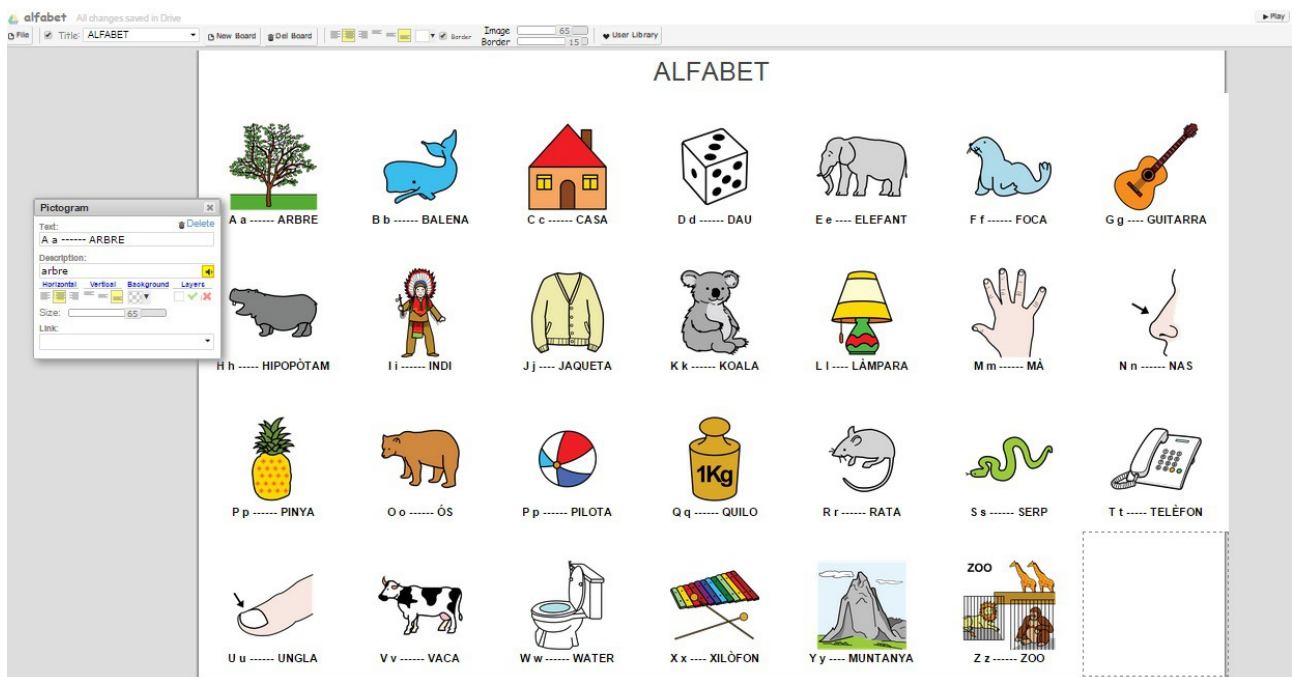 alfabet All changes saved in Drive
Play
File Title: ALFABET New Board Del Board Border Image 65 User Library
Border 15
ALFABET
A a ------ ARBRE B b ------ BALENA C c ------ CASA D d ------ DAU E e ---- ELEFANT F f ------ FOCA G g ---- GUITARRA
Pictogram
Text: Delete
A a ------ ARBRE
Description:
arbre
Horizontal Vertical Background Layers
Size: 65
Link:
H h ----- HIPOPÒTAM I i ------ INDI J j ---- JAQUETA K k ------ KOALA L l ---- LÀMPARA M m ------ MÀ N n ------ NAS
1Kg
P p ------ PINYA O o ------ ÓS P p ------ PILOTA Q q ------ QUILO R r ------ RATA S s ------ SERP T t ----- TELÈFON
ZOO
U u ------ UNGLA V v ------ VACA W w ------ WATER X x ---- XILÒFON Y y ---- MUNTANYA Z z ------ ZOO